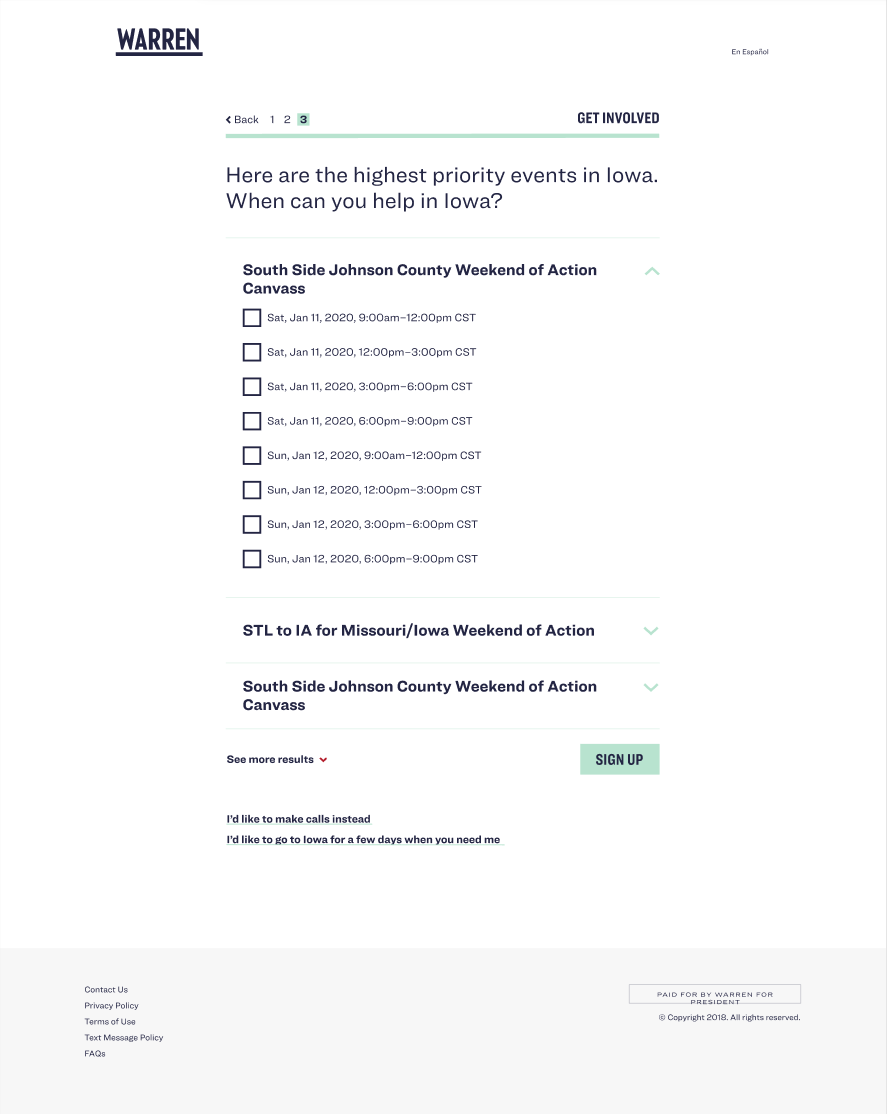 WARREN
En Español
Back 1 2 3
GET INVOLVED
Here are the highest priority events in Iowa.
When can you help in Iowa?
South Side Johnson County Weekend of Action
Canvass
Sat, Jan 11, 2020, 9:00am–12:00pm CST
Sat, Jan 11, 2020, 12:00pm–3:00pm CST
Sat, Jan 11, 2020, 3:00pm–6:00pm CST
Sat, Jan 11, 2020, 6:00pm–9:00pm CST
Sun, Jan 12, 2020, 9:00am–12:00pm CST
Sun, Jan 12, 2020, 12:00pm–3:00pm CST
Sun, Jan 12, 2020, 3:00pm–6:00pm CST
Sun, Jan 12, 2020, 6:00pm–9:00pm CST
STL to IA for Missouri/Iowa Weekend of Action
South Side Johnson County Weekend of Action
Canvass
See more results
SIGN UP
I'd like to make calls instead
I'd like to go to Iowa for a few days when you need me
Contact Us
Privacy Policy
Terms of Use
Text Message Policy
FAQs
PAID FOR BY WARREN FOR
PRESIDENT
© Copyright 2018. All rights reserved.